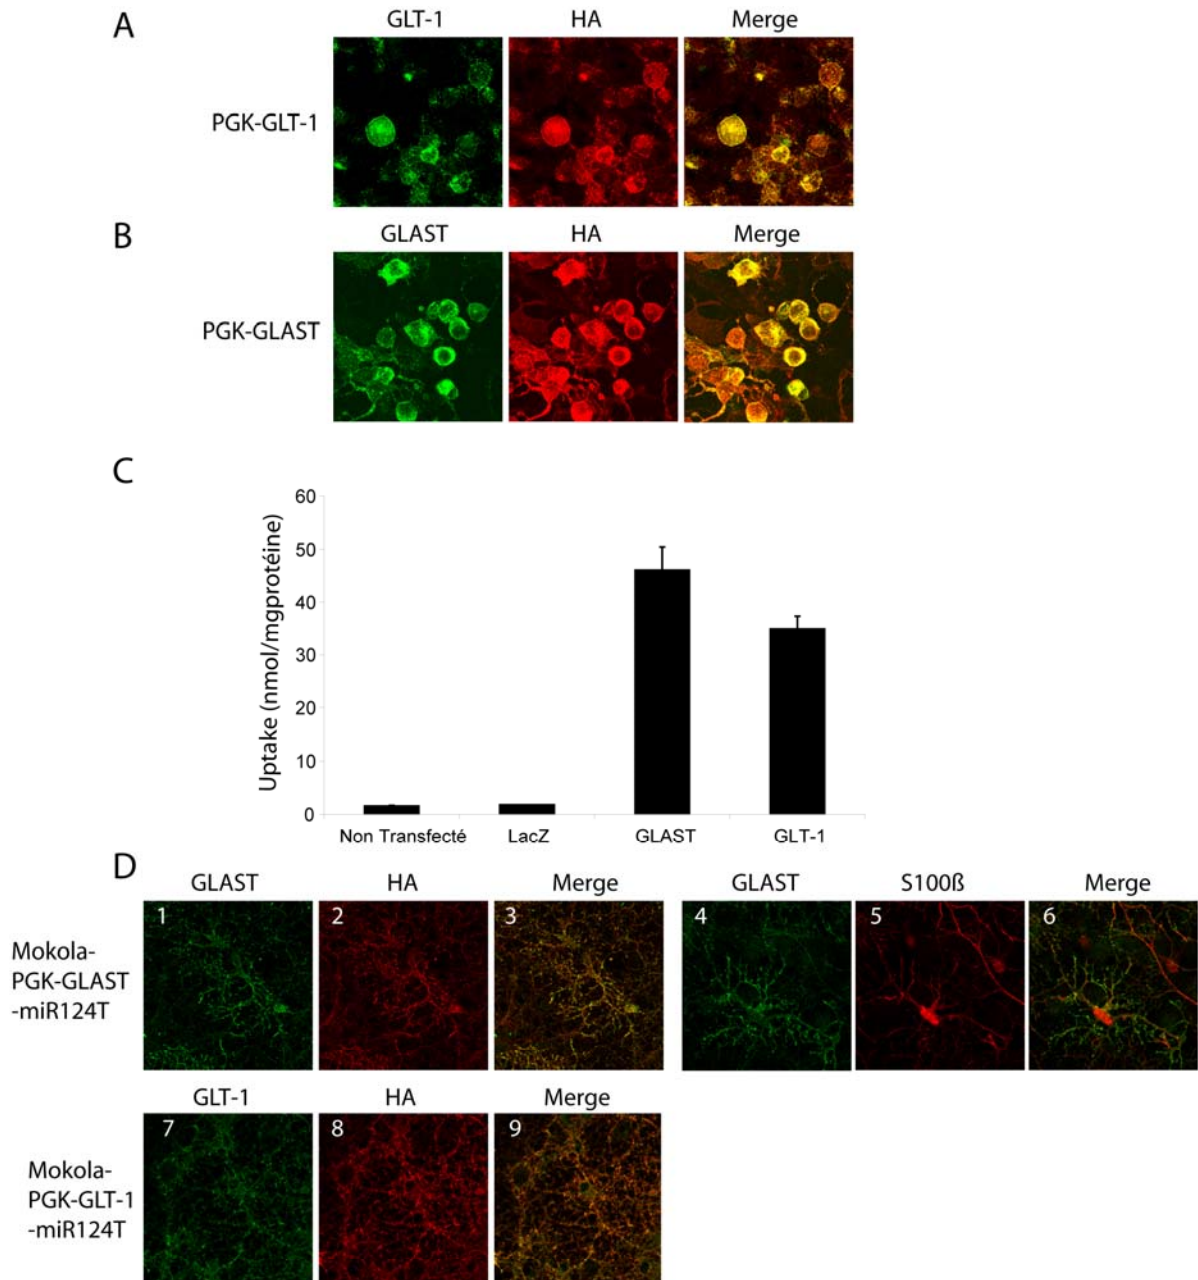 A
GLT-1 HA Merge
PGK-GLT-1
B
GLAST HA Merge
PGK-GLAST
C
Uptake (nmol/mgprotéine)
60
50
40
30
20
10
0
Non Transfecté LacZ GLAST GLT-1
D
GLAST HA Merge GLAST S100ß Merge
1 2 3 4 5 6
Mokola-
PGK-GLAST
-miR124T
GLT-1 HA Merge
7 8 9
Mokola-
PGK-GLT-1
-miR124T